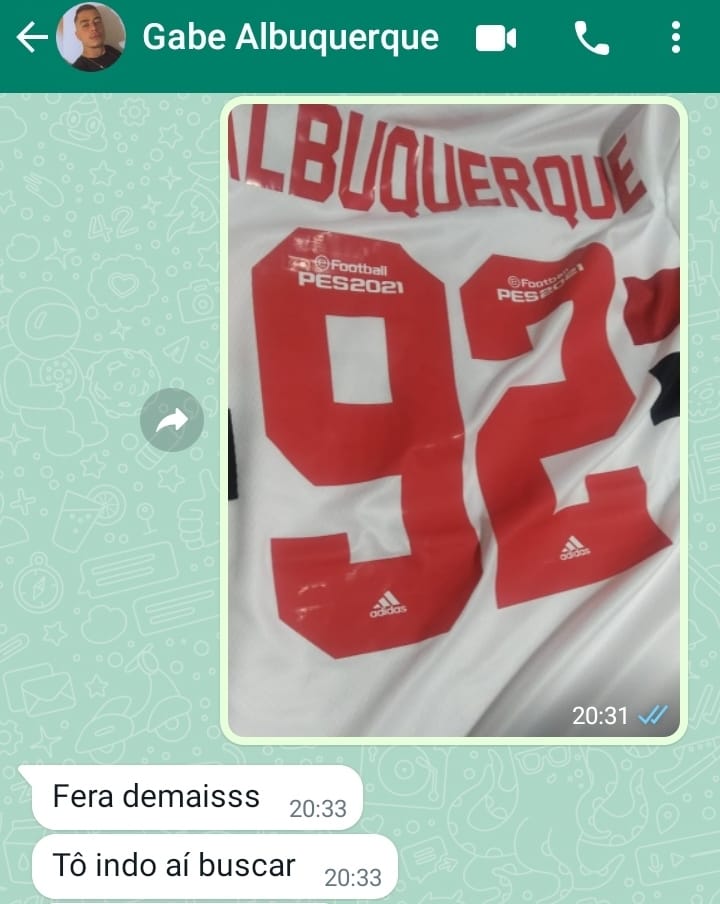 Gabe Albuquerque
ALBUQUERQUE
eFootball
PES2021
eFootball
PES2021
adidas
adidas
20:31
Fera demaisss 20:33
Tô indo aí buscar 20:33
42